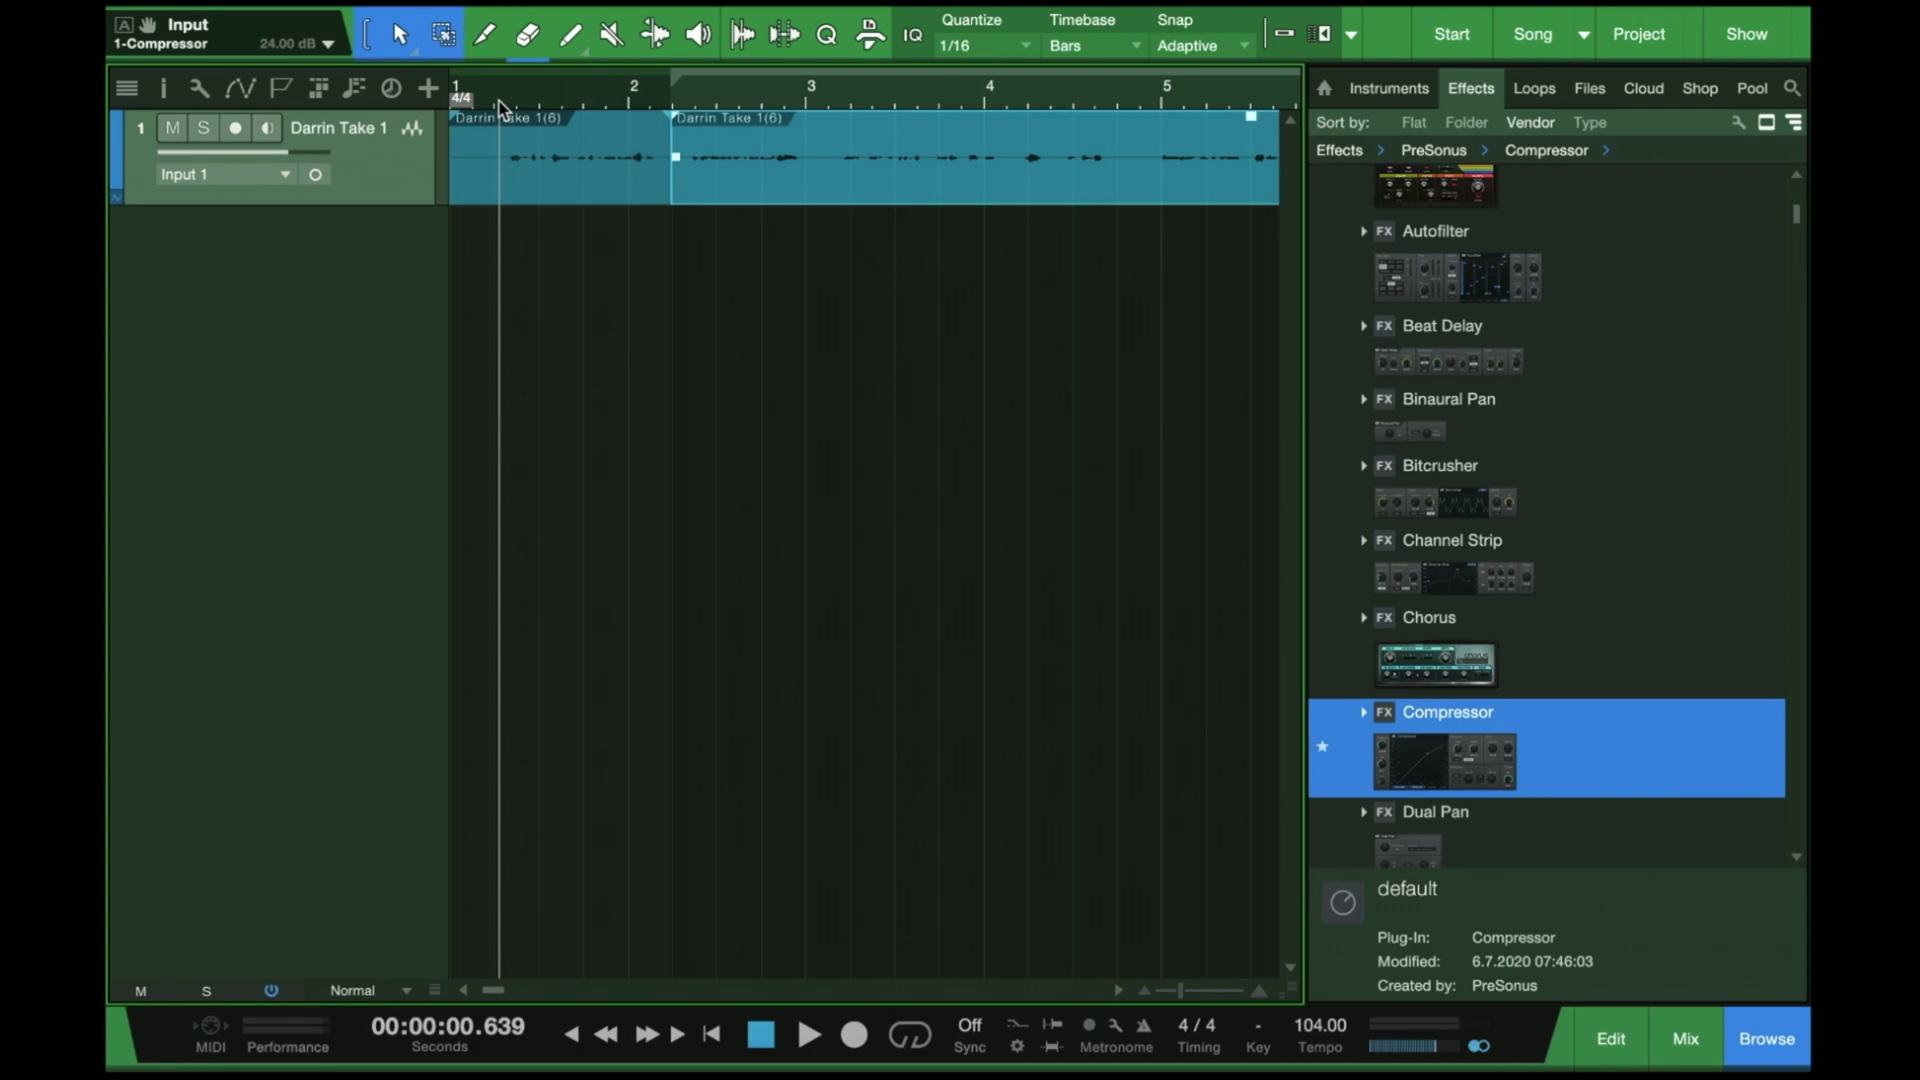 A Input
1-Compressor 24.00 dB
IQ
Quantize
1/16
Timebase
Bars
Snap
Adaptive
Start
Song
Project
Show
1 2 3 4 5
4/4
1 M S Darrin Take 1
Input 1
Darrin Take 1(6)
Darrin Take 1(6)
Instruments Effects Loops Files Cloud Shop Pool
Sort by: Flat Folder Vendor Type
Effects PreSonus Compressor
FX Autofilter
FX Beat Delay
FX Binaural Pan
FX Bitcrusher
FX Channel Strip
FX Chorus
FX Compressor
FX Dual Pan
default
Plug-In: Compressor
Modified: 6.7.2020 07:46:03
Created by: PreSonus
M S Normal
MIDI
Performance
00:00:00.639
Seconds
Off
Sync
Metronome
4 / 4
Timing
-
Key
104.00
Tempo
Edit
Mix
Browse